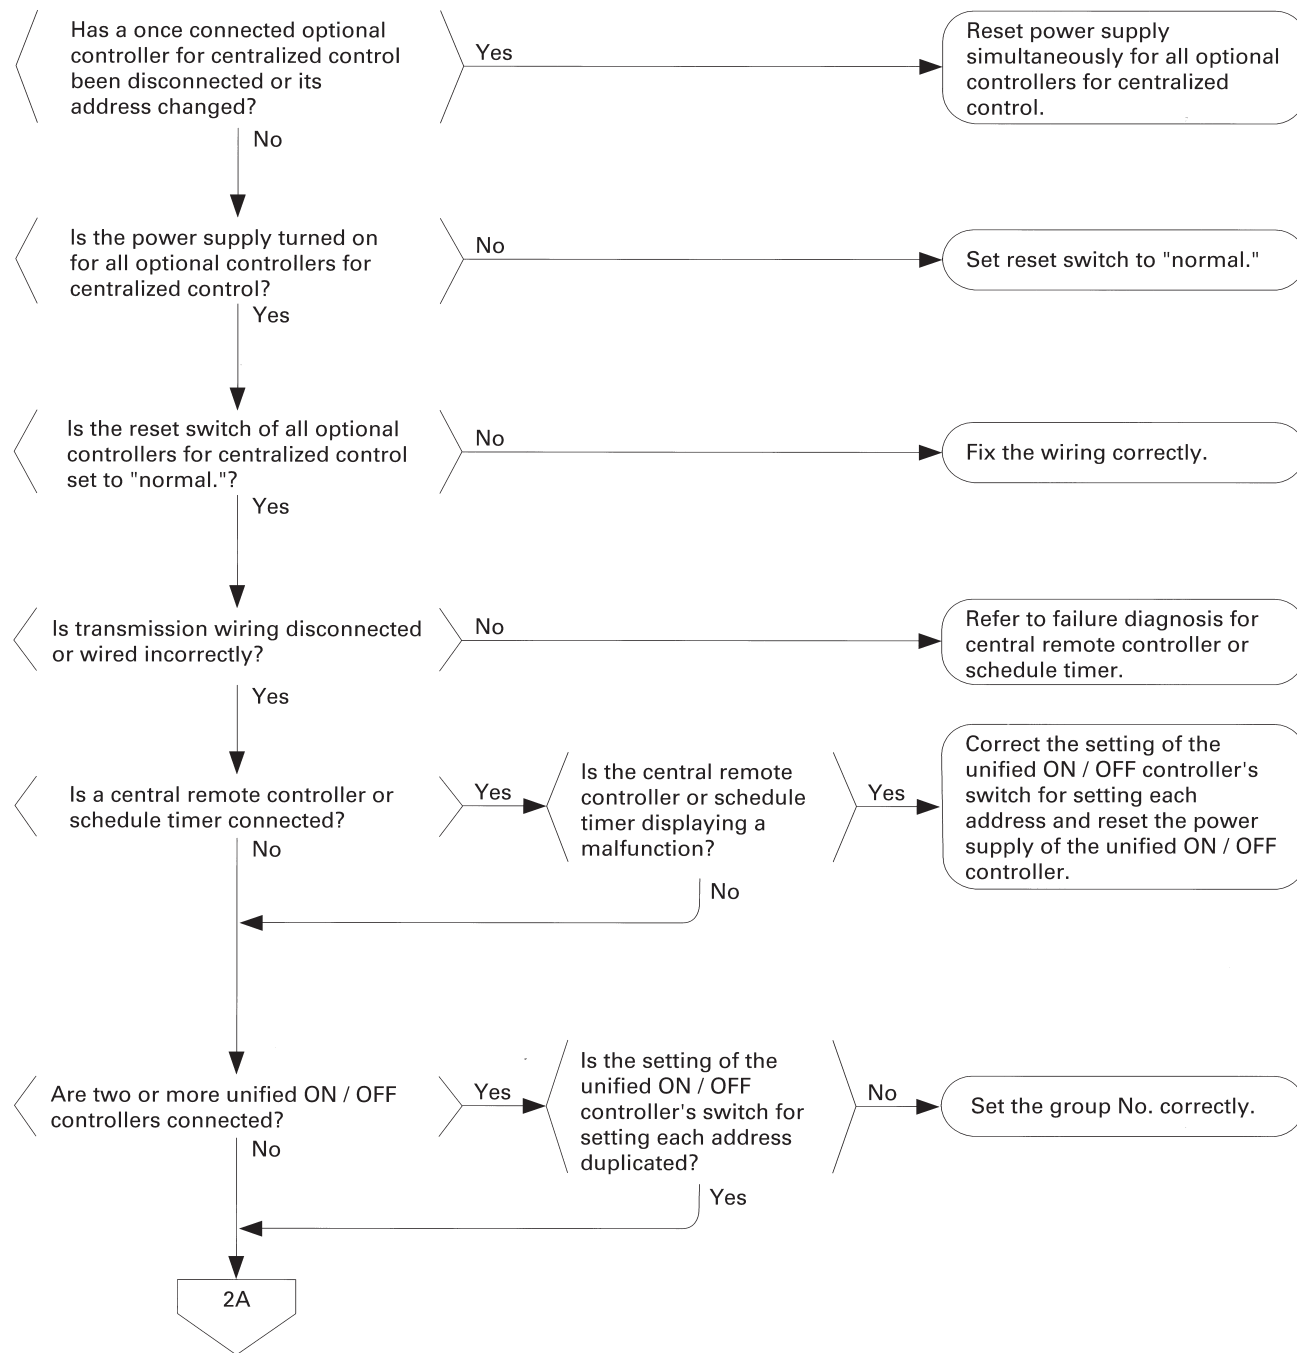 Has a once connected optional
controller for centralized control
been disconnected or its
address changed?
Yes
Reset power supply
simultaneously for all optional
controllers for centralized
control.
No
Is the power supply turned on
for all optional controllers for
centralized control?
No
Set reset switch to "normal."
Yes
Is the reset switch of all optional
controllers for centralized control
set to "normal."?
No
Fix the wiring correctly.
Yes
Is transmission wiring disconnected
or wired incorrectly?
No
Refer to failure diagnosis for
central remote controller or
schedule timer.
Yes
Is a central remote controller or
schedule timer connected?
Yes
Is the central remote
controller or schedule
timer displaying a
malfunction?
Yes
Correct the setting of the
unified ON / OFF controller's
switch for setting each
address and reset the power
supply of the unified ON / OFF
controller.
No
No
Are two or more unified ON / OFF
controllers connected?
Yes
Is the setting of the
unified ON / OFF
controller's switch for
setting each address
duplicated?
No
Set the group No. correctly.
No
Yes
2A